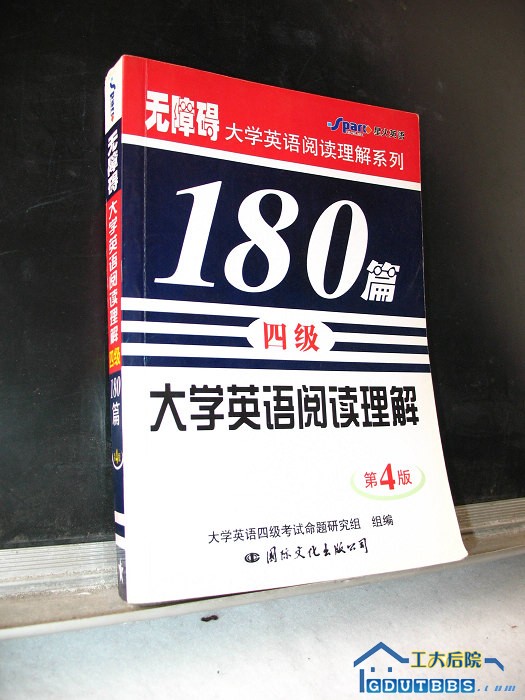 Spark 星火英语
无障碍 大学英语阅读理解系列
180篇
四级
大学英语阅读理解
第4版
大学英语四级考试命题研究组 组编
国际文化出版公司
Spark
无障碍 大学英语阅读理解 四级 180篇
工大后院
GDUTBBS.com